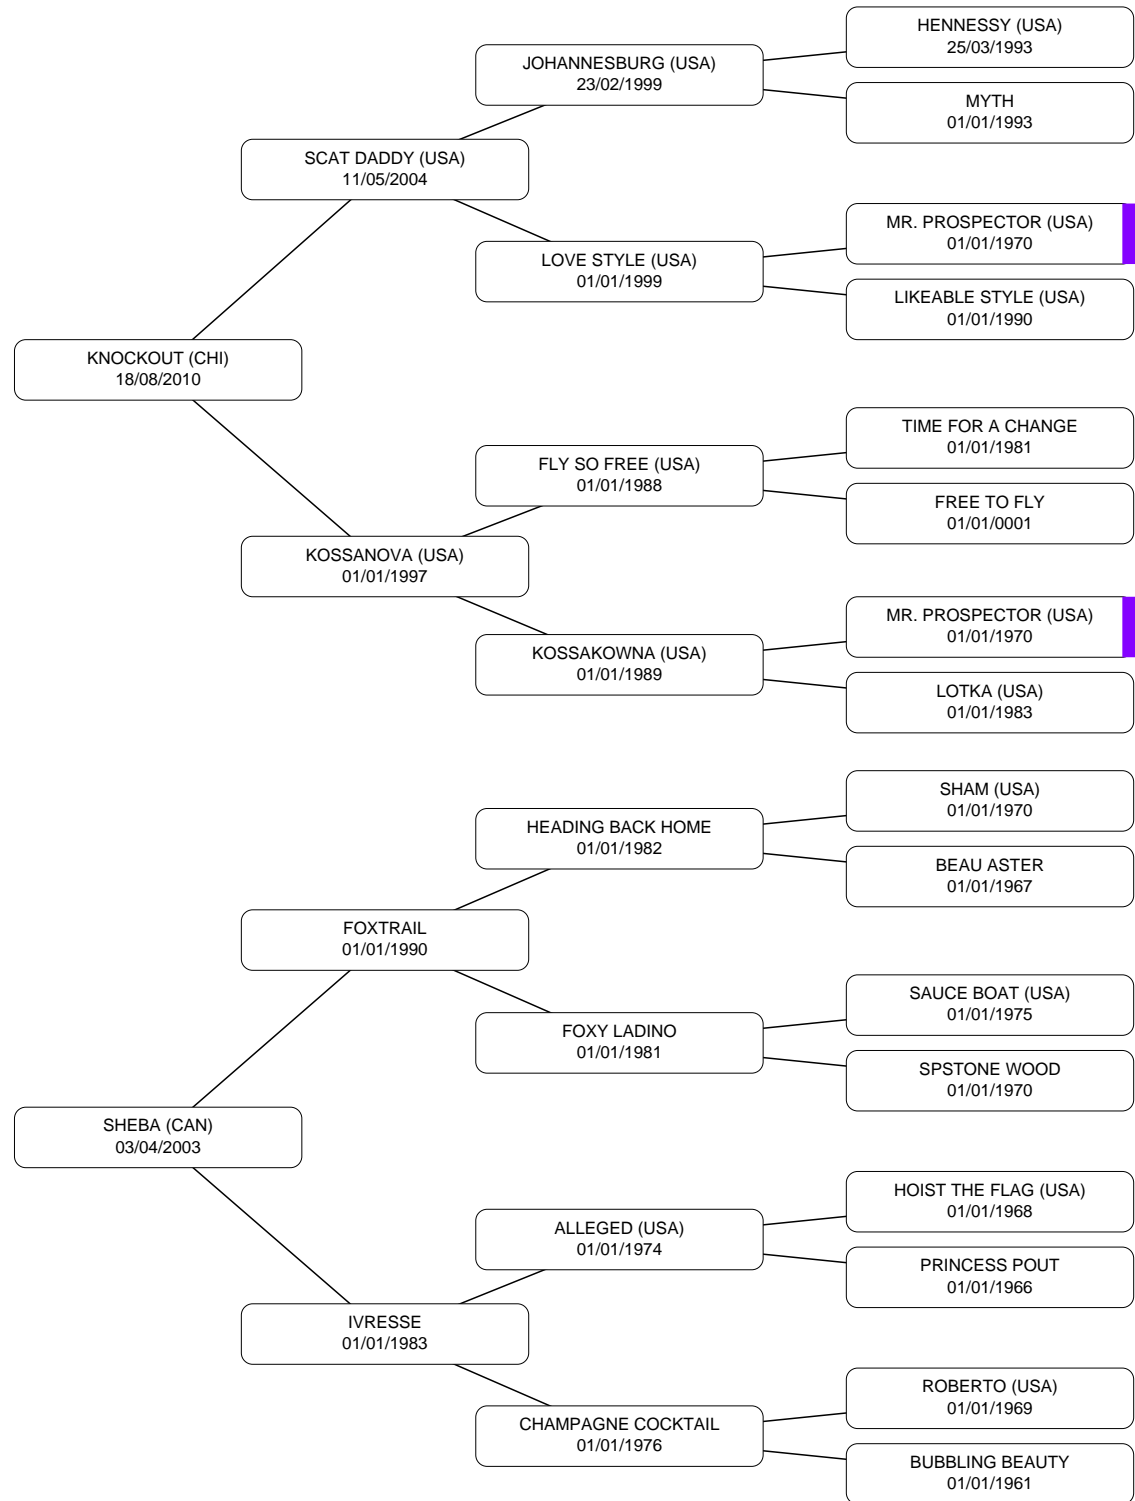 HENNESSY (USA)
25/03/1993
JOHANNESBURG (USA)
23/02/1999
MYTH
01/01/1993
SCAT DADDY (USA)
11/05/2004
MR. PROSPECTOR (USA)
01/01/1970
LOVE STYLE (USA)
01/01/1999
LIKEABLE STYLE (USA)
01/01/1990
KNOCKOUT (CHI)
18/08/2010
TIME FOR A CHANGE
01/01/1981
FLY SO FREE (USA)
01/01/1988
FREE TO FLY
01/01/0001
KOSSANOVA (USA)
01/01/1997
MR. PROSPECTOR (USA)
01/01/1970
KOSSAKOWNA (USA)
01/01/1989
LOTKA (USA)
01/01/1983
SHAM (USA)
01/01/1970
HEADING BACK HOME
01/01/1982
BEAU ASTER
01/01/1967
FOXTRAIL
01/01/1990
SAUCE BOAT (USA)
01/01/1975
FOXY LADINO
01/01/1981
SPSTONE WOOD
01/01/1970
SHEBA (CAN)
03/04/2003
HOIST THE FLAG (USA)
01/01/1968
ALLEGED (USA)
01/01/1974
PRINCESS POUT
01/01/1966
IVRESSE
01/01/1983
ROBERTO (USA)
01/01/1969
CHAMPAGNE COCKTAIL
01/01/1976
BUBBLING BEAUTY
01/01/1961